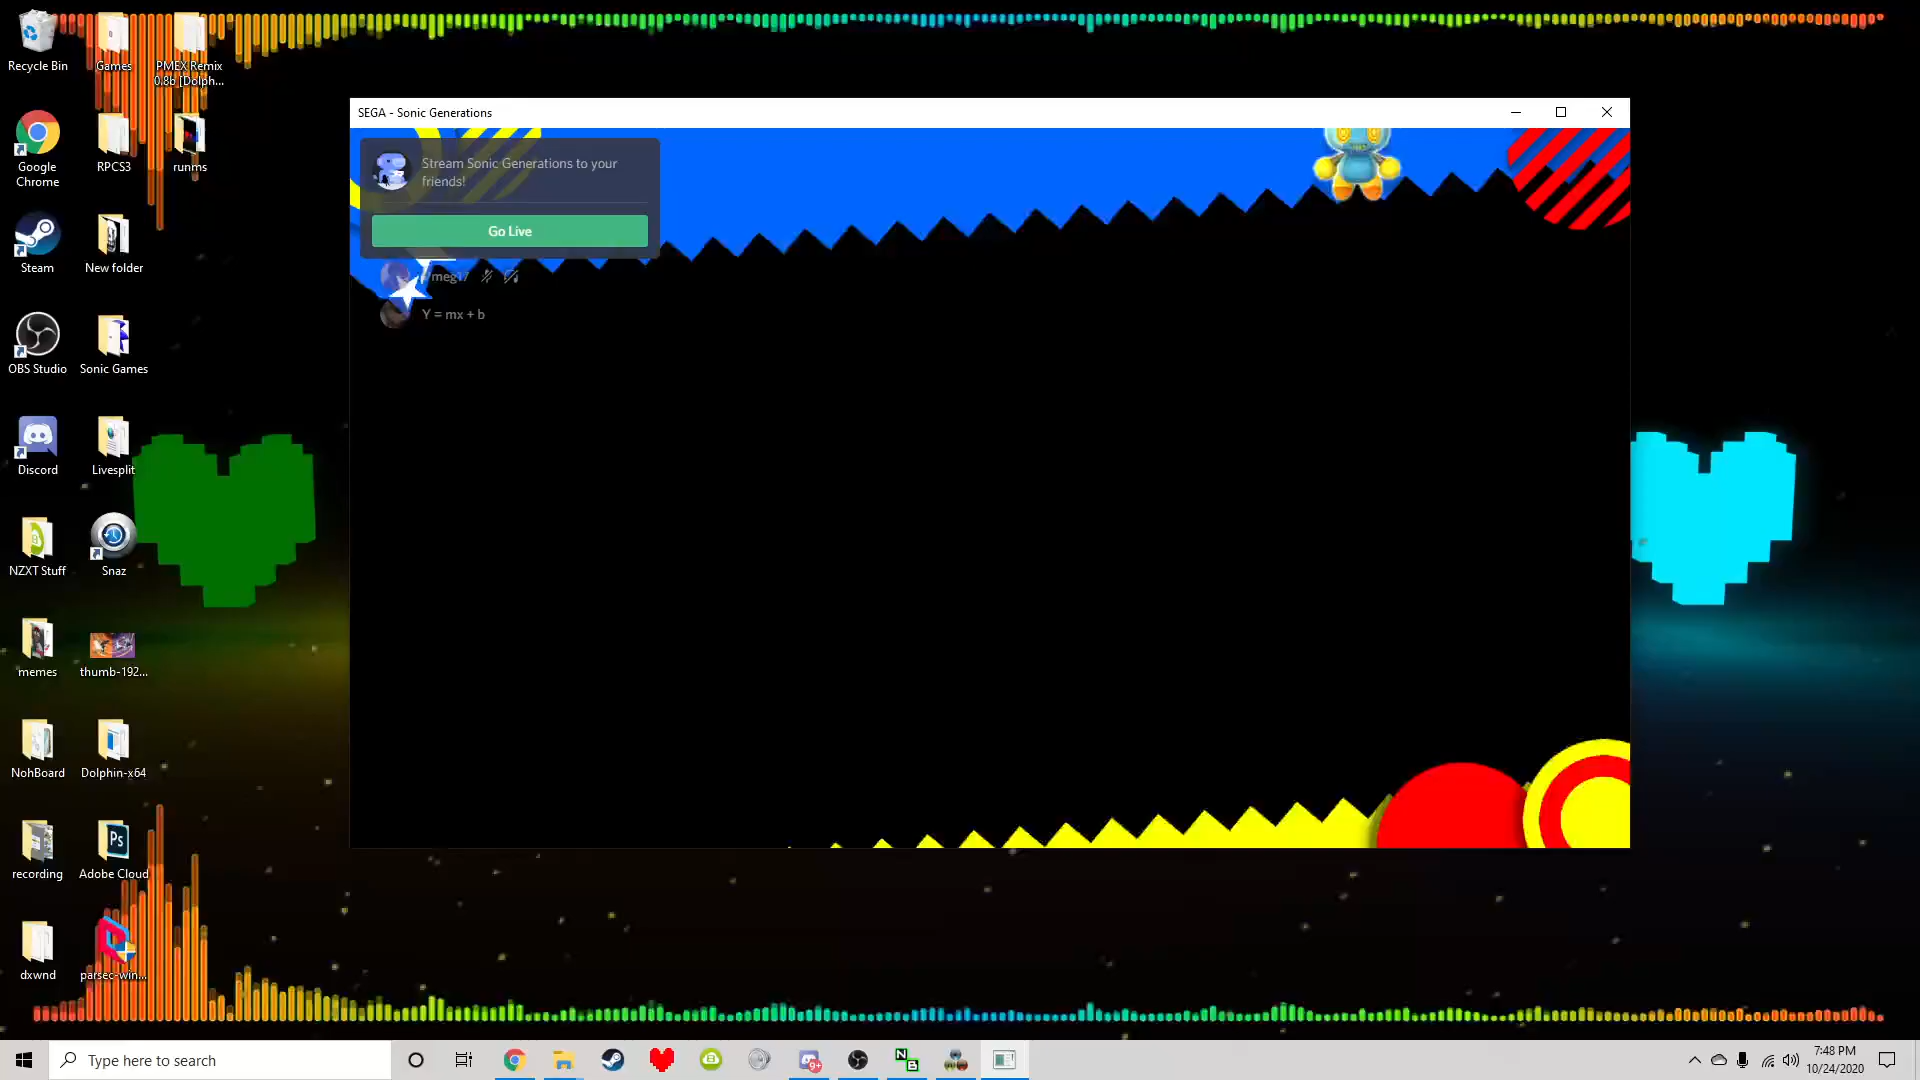 Recycle Bin
Games
PMEX Remix
0.8b [Dolph...
Google
Chrome
RPCS3
runms
Steam
New folder
OBS Studio
Sonic Games
Discord
Livesplit
NZXT Stuff
Snaz
memes
thumb-192...
NohBoard
Dolphin-x64
recording
Ps
Adobe Cloud
dxwnd
parsec-win...
SEGA - Sonic Generations
Stream Sonic Generations to your
friends!
Go Live
meg17
Y = mx + b
Type here to search
9+
N
B
7:48 PM
10/24/2020